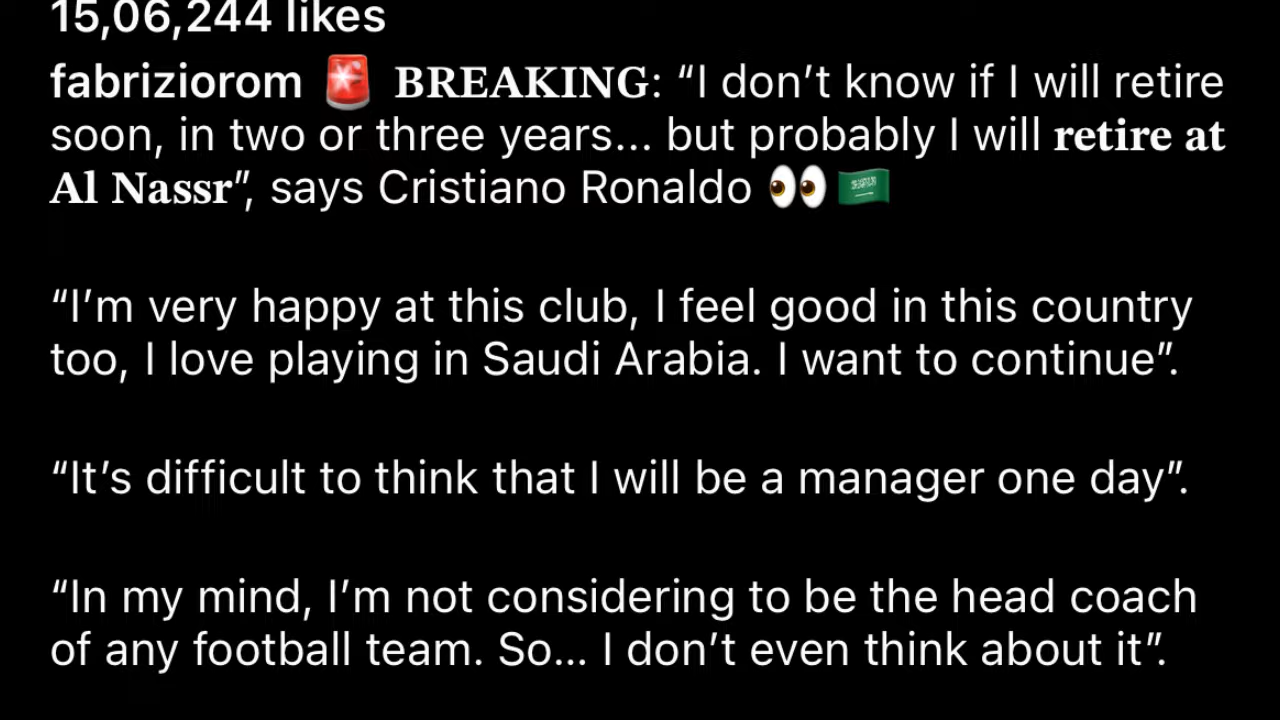 15,06,244 likes
fabriziorom 🚨 BREAKING: “I don’t know if I will retire
soon, in two or three years... but probably I will retire at
Al Nassr”, says Cristiano Ronaldo 👀🇸🇦
“I’m very happy at this club, I feel good in this country
too, I love playing in Saudi Arabia. I want to continue”.
“It’s difficult to think that I will be a manager one day”.
“In my mind, I’m not considering to be the head coach
of any football team. So... I don’t even think about it”.